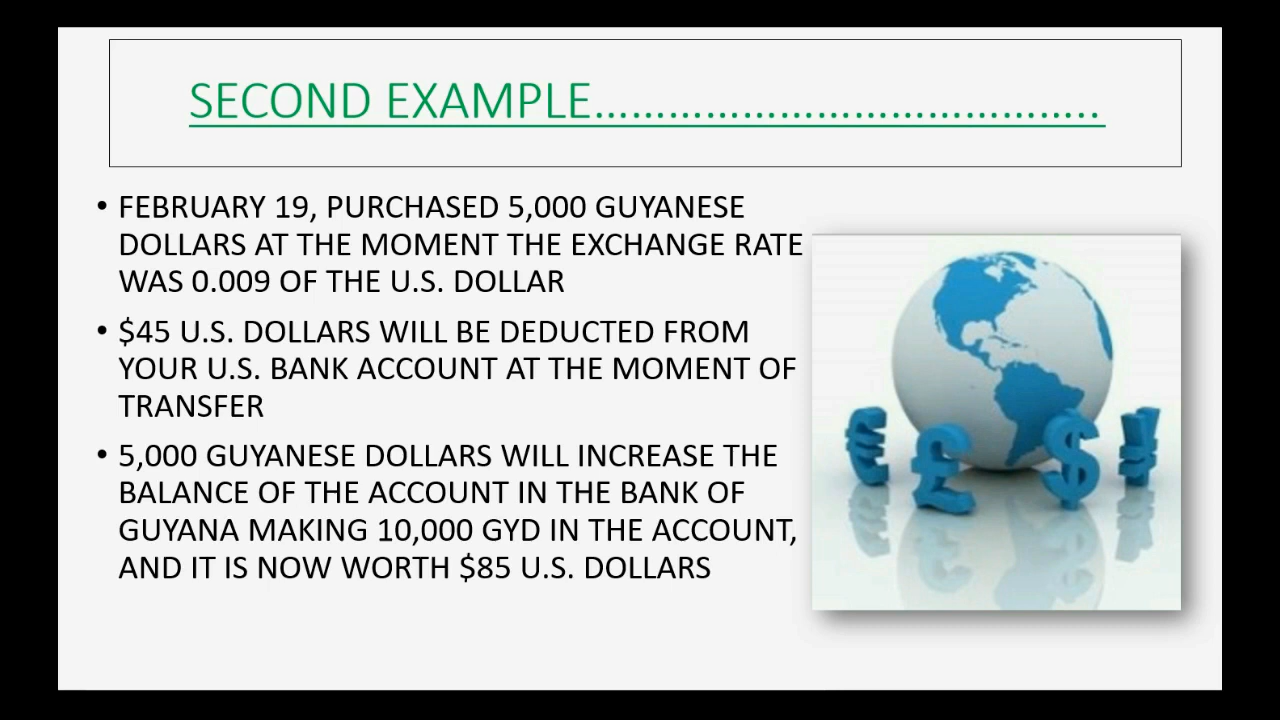 SECOND EXAMPLE…………………………………..
• FEBRUARY 19, PURCHASED 5,000 GUYANESE
DOLLARS AT THE MOMENT THE EXCHANGE RATE
WAS 0.009 OF THE U.S. DOLLAR
• $45 U.S. DOLLARS WILL BE DEDUCTED FROM
YOUR U.S. BANK ACCOUNT AT THE MOMENT OF
TRANSFER
• 5,000 GUYANESE DOLLARS WILL INCREASE THE
BALANCE OF THE ACCOUNT IN THE BANK OF
GUYANA MAKING 10,000 GYD IN THE ACCOUNT,
AND IT IS NOW WORTH $85 U.S. DOLLARS
€ £ $ ¥